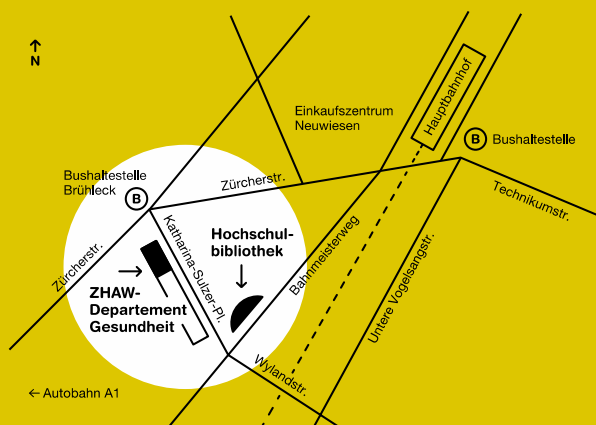 N
Einkaufszentrum
Neuwiesen
Hauptbahnhof
B Bushaltestelle
Bushaltestelle
Brühleck
B
Zürcherstr.
Technikumstr.
Zürcherstr.
Katharina-Sulzer-Pl.
Hochschul-
bibliothek
Bahnmeisterweg
Untere Vogelsangstr.
ZHAW-
Departement
Gesundheit
Wylandstr.
← Autobahn A1